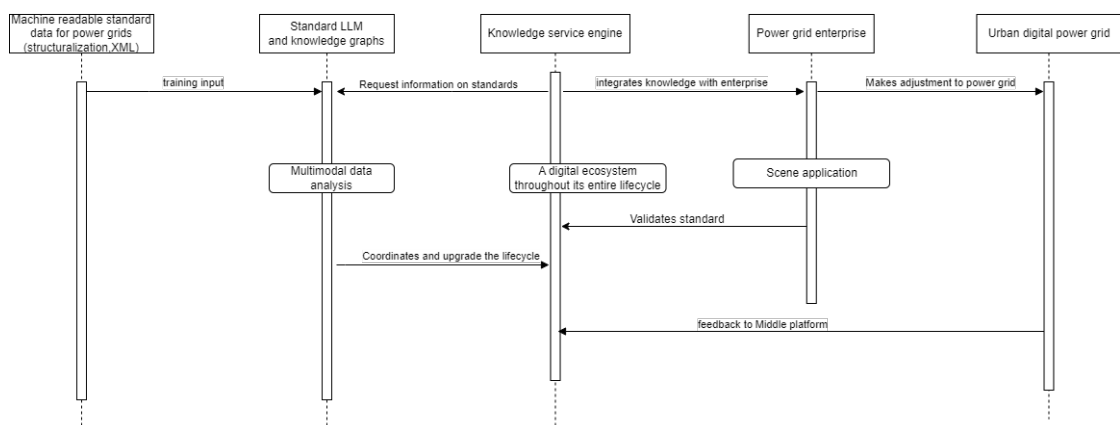 Machine readable standard
data for power grids
(structuralization,XML)
Standard LLM
and knowledge graphs
Knowledge service engine
Power grid enterprise
Urban digital power grid
training input
Request information on standards
integrates knowledge with enterprise
Makes adjustment to power grid
Multimodal data
analysis
A digital ecosystem
throughout its entire lifecycle
Scene application
Validates standard
Coordinates and upgrade the lifecycle
feedback to Middle platform